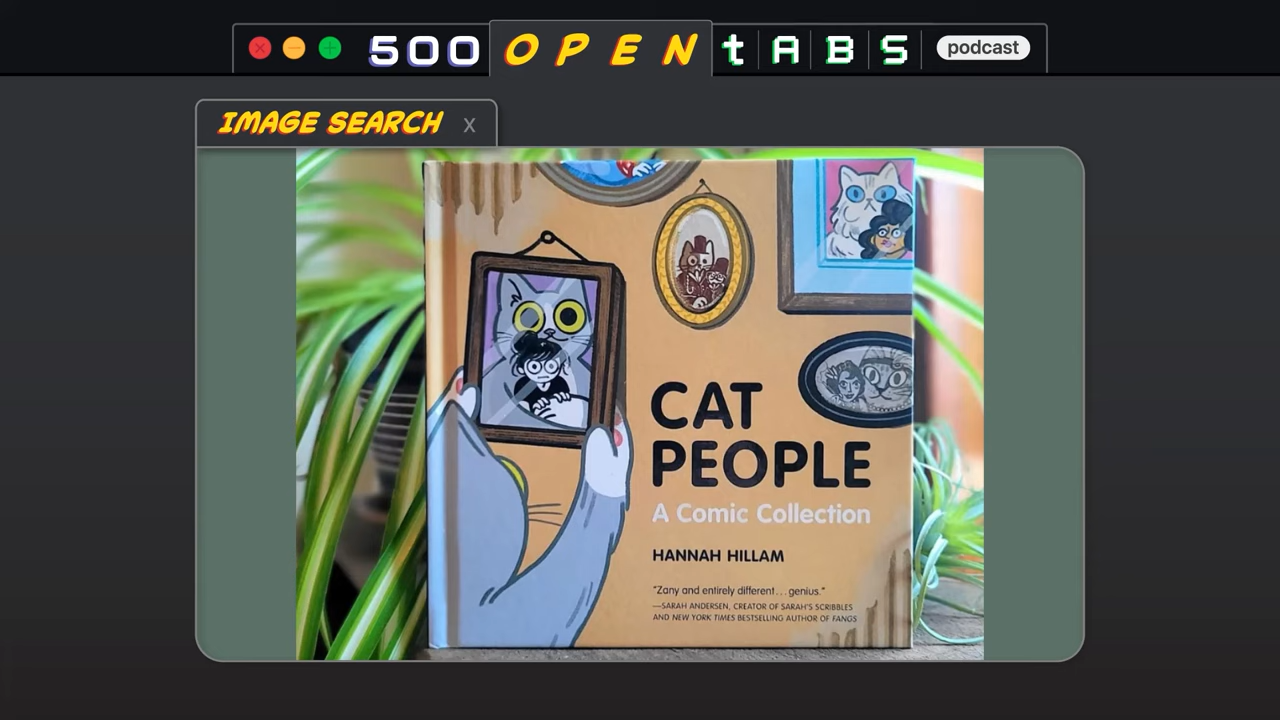 500 OPEN tABS podcast
IMAGE SEARCH x
CAT
PEOPLE
A Comic Collection
HANNAH HILLAM
"Zany and entirely different...genius."
—SARAH ANDERSEN, CREATOR OF SARAH'S SCRIBBLES
AND NEW YORK TIMES BESTSELLING AUTHOR OF FANGS